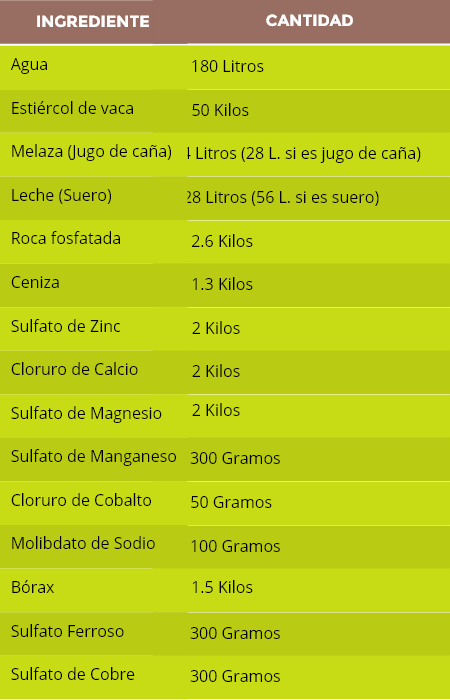 INGREDIENTE CANTIDAD
Agua 180 Litros
Estiércol de vaca 50 Kilos
Melaza (Jugo de caña) 4 Litros (28 L. si es jugo de caña)
Leche (Suero) 28 Litros (56 L. si es suero)
Roca fosfatada 2.6 Kilos
Ceniza 1.3 Kilos
Sulfato de Zinc 2 Kilos
Cloruro de Calcio 2 Kilos
Sulfato de Magnesio 2 Kilos
Sulfato de Manganeso 300 Gramos
Cloruro de Cobalto 50 Gramos
Molibdato de Sodio 100 Gramos
Bórax 1.5 Kilos
Sulfato Ferroso 300 Gramos
Sulfato de Cobre 300 Gramos